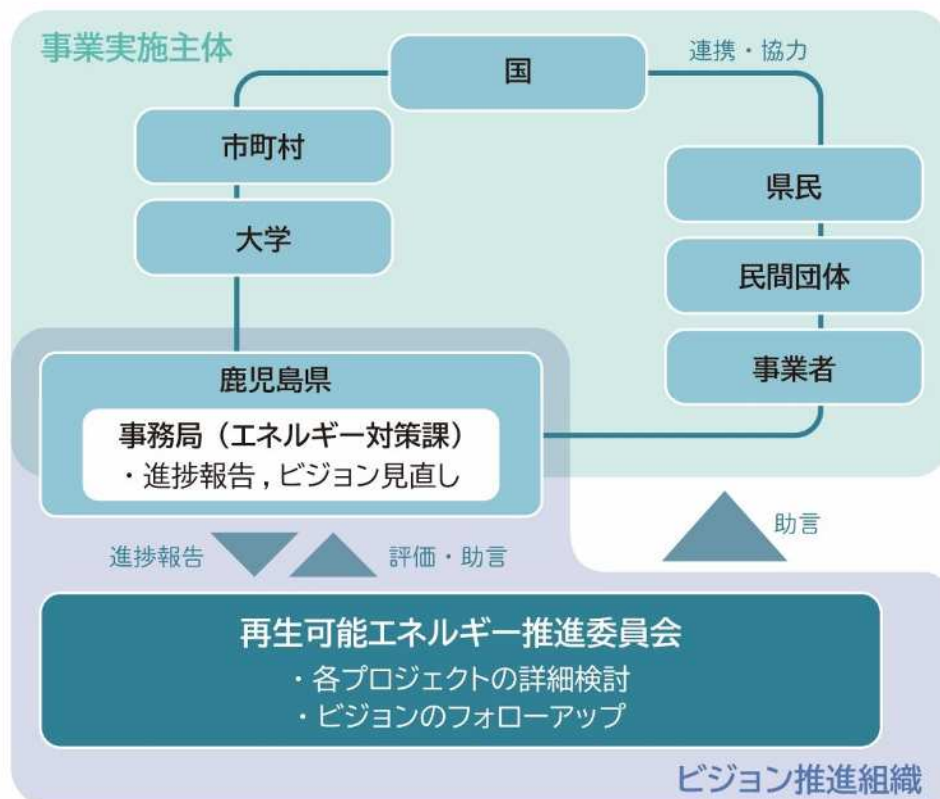 事業実施主体
国
連携・協力
市町村
大学
県民
民間団体
事業者
鹿児島県
事務局（エネルギー対策課）
・進捗報告，ビジョン見直し
進捗報告
評価・助言
助言
再生可能エネルギー推進委員会
・各プロジェクトの詳細検討
・ビジョンのフォローアップ
ビジョン推進組織